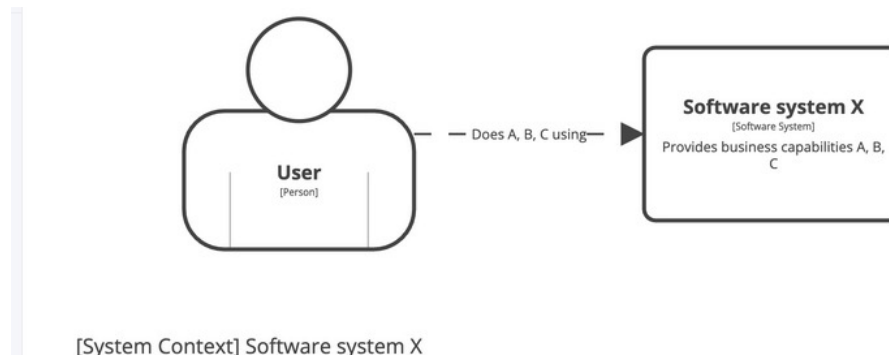 User
[Person]
Does A, B, C using
Software system X
[Software System]
Provides business capabilities A, B,
C
[System Context] Software system X